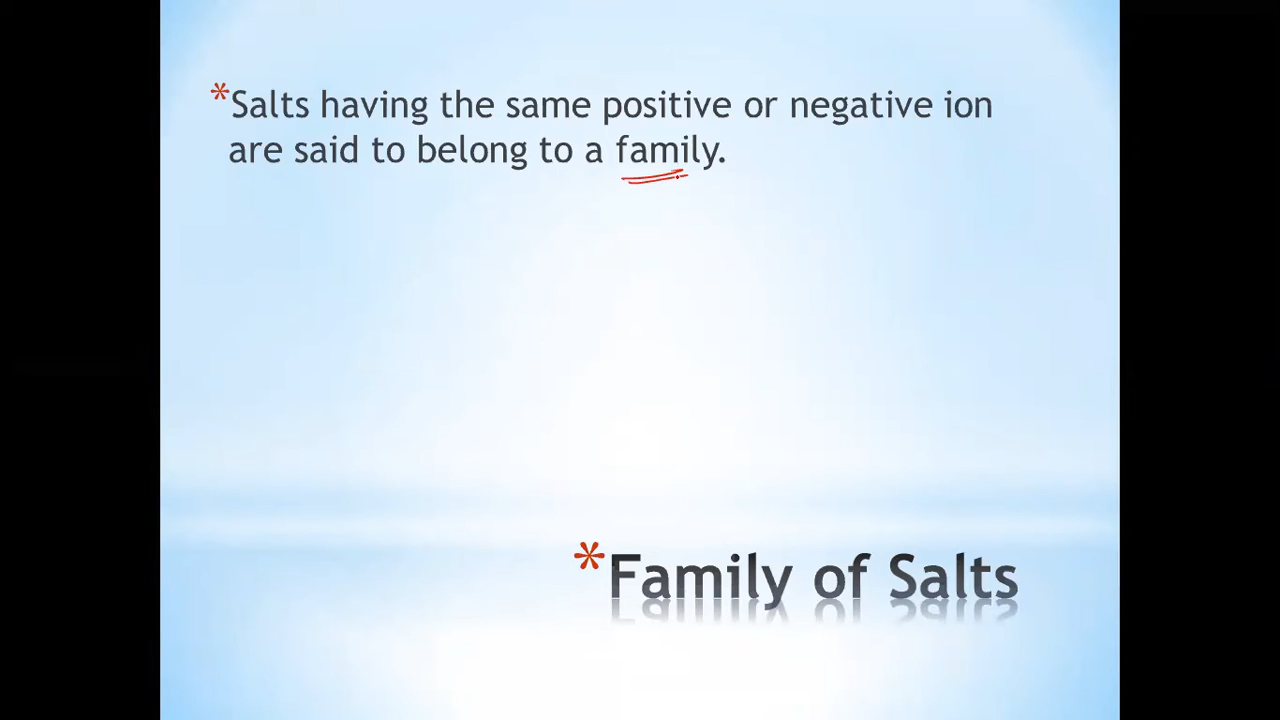 *Salts having the same positive or negative ion
are said to belong to a family.
*Family of Salts